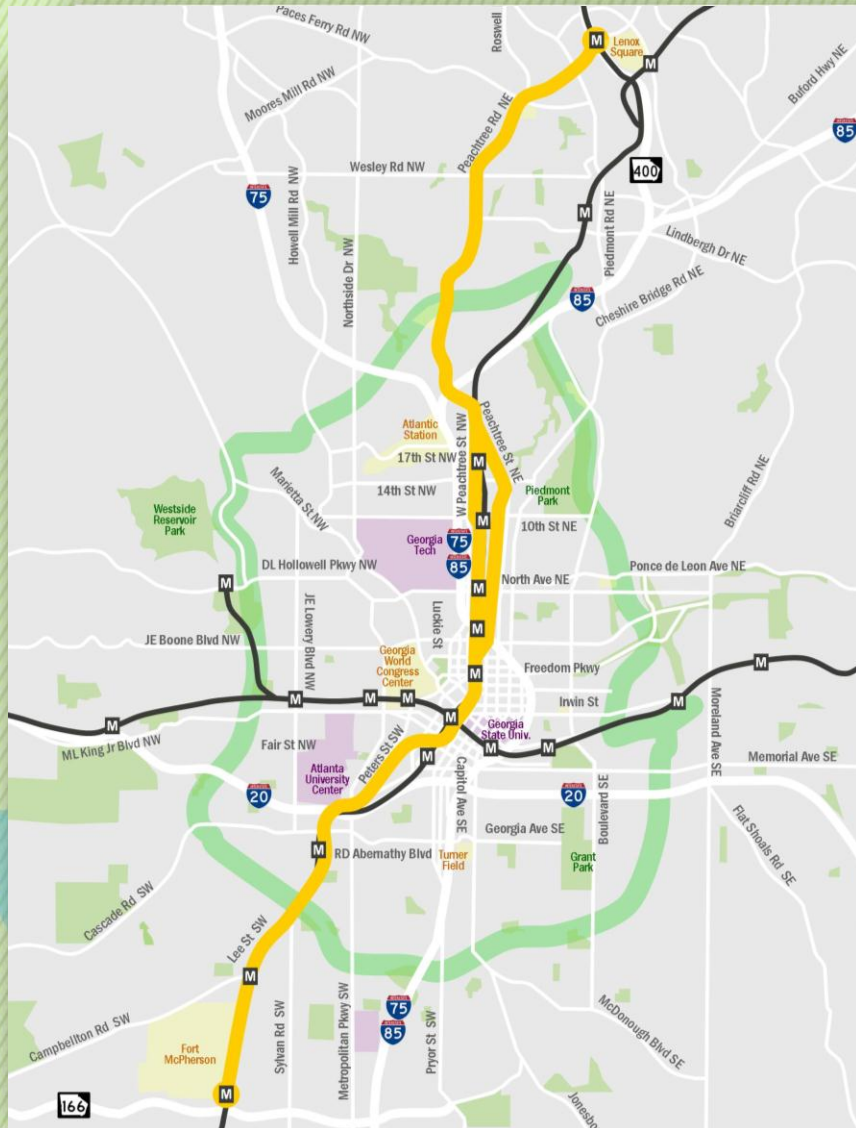 Paces Ferry Rd NW
Roswell
M
Lenox
Square
M
Moores Mill Rd NW
Buford Hwy NE
Peachtree Rd NE
85
Wesley Rd NW
400
75
Howell Mill Rd NW
Northside Dr NW
M
Piedmont Rd NE
Lindbergh Dr NE
85
Cheshire Bridge Rd NE
Atlantic
Station
W Peachtree St NW
Peachtree St NE
17th St NW
M
Briarcliff Rd NE
Marietta St NW
14th St NW
Piedmont
Park
Westside
Reservoir
Park
M
10th St NE
Georgia
Tech
75
85
DL Hollowell Pkwy NW
Ponce de Leon Ave NE
M
North Ave NE
M
JE Lowery Blvd NW
Luckie St
M
JE Boone Blvd NW
Georgia
World
Congress
Center
Freedom Pkwy
M
M
M
M
M
Irwin St
M
Moreland Ave SE
M
M
Georgia
State Univ.
ML King Jr Blvd NW
Fair St NW
Peters St SW
M
M
M
Memorial Ave SE
Atlanta
University
Center
Capitol Ave SE
20
20
Boulevard SE
Georgia Ave SE
Flat Shoals Rd SE
M
RD Abernathy Blvd
Turner
Field
Grant
Park
Cascade Rd SW
Lee St SW
M
75
85
Campbellton Rd SW
Sylvan Rd SW
Metropolitan Pkwy SW
Pryor St SW
McDonough Blvd SE
Fort
McPherson
M
166
Jonesbo